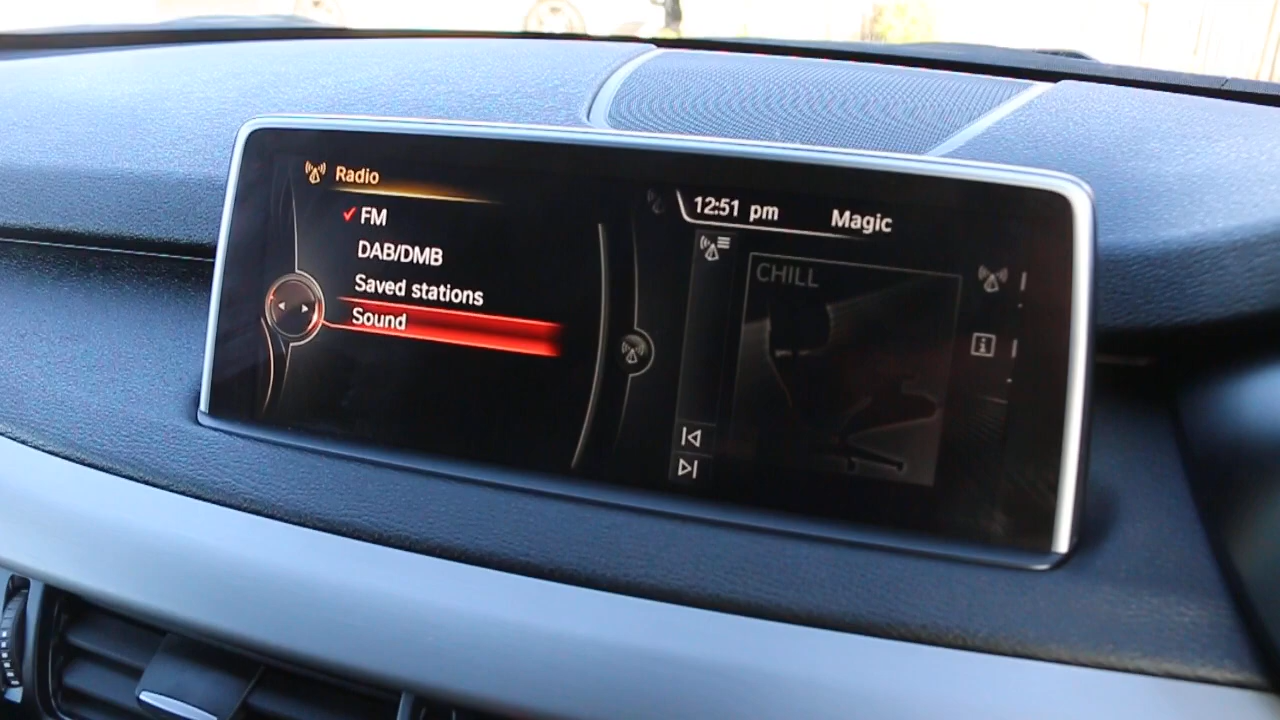 Radio
FM
DAB/DMB
Saved stations
Sound
12:51 pm
Magic
CHILL